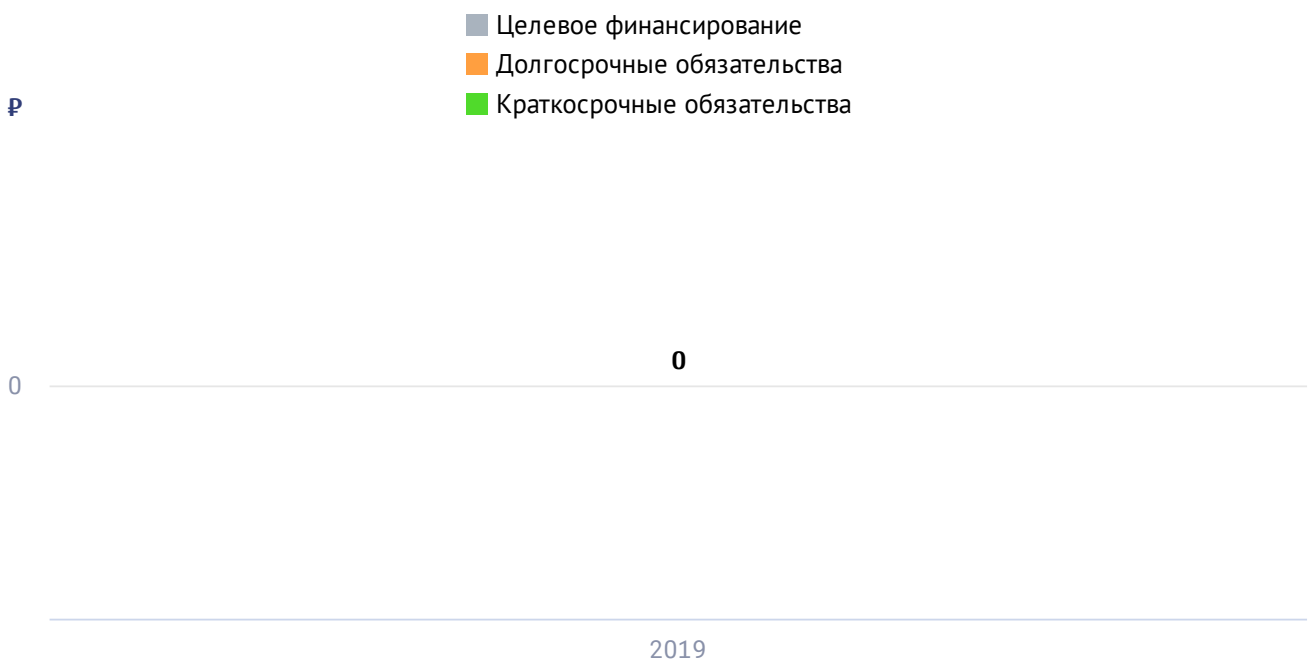 Целевое финансирование
Долгосрочные обязательства
Краткосрочные обязательства
₽
0
0
2019